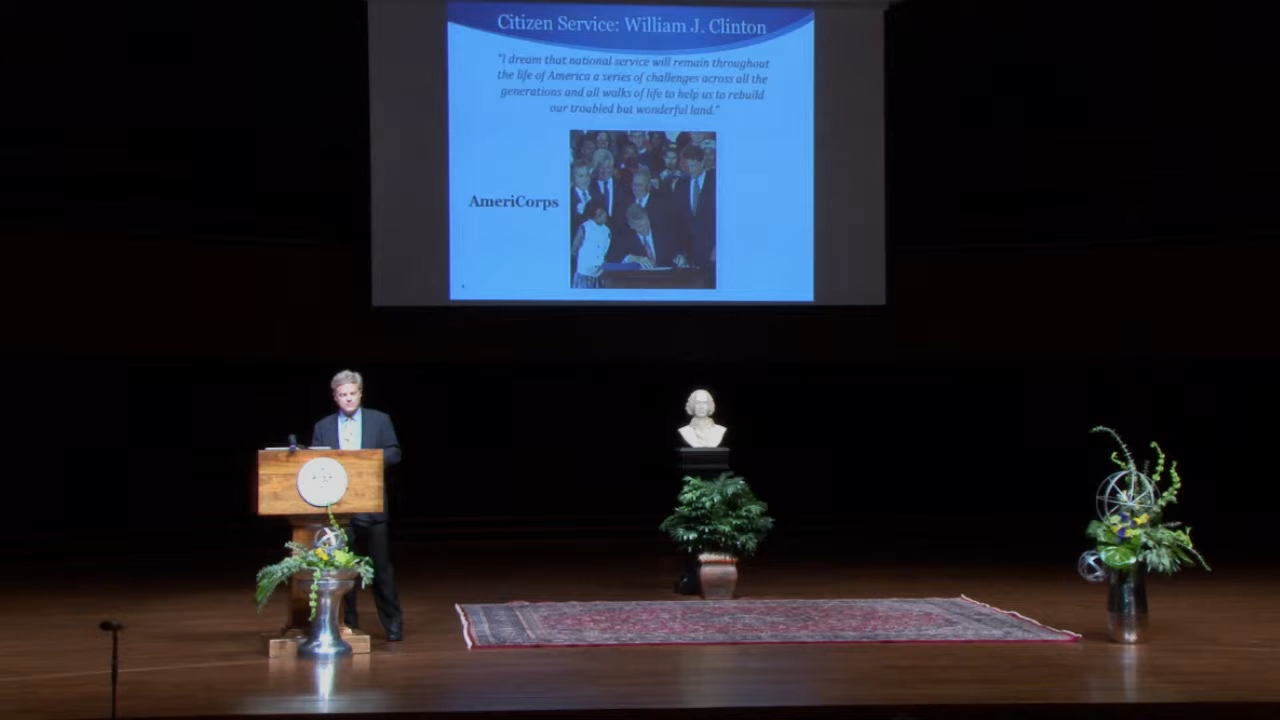 Citizen Service: William J. Clinton
"I dream that national service will remain throughout
the life of America a series of challenges across all the
generations and all walks of life to help us to rebuild
our troubled but wonderful land."
AmeriCorps